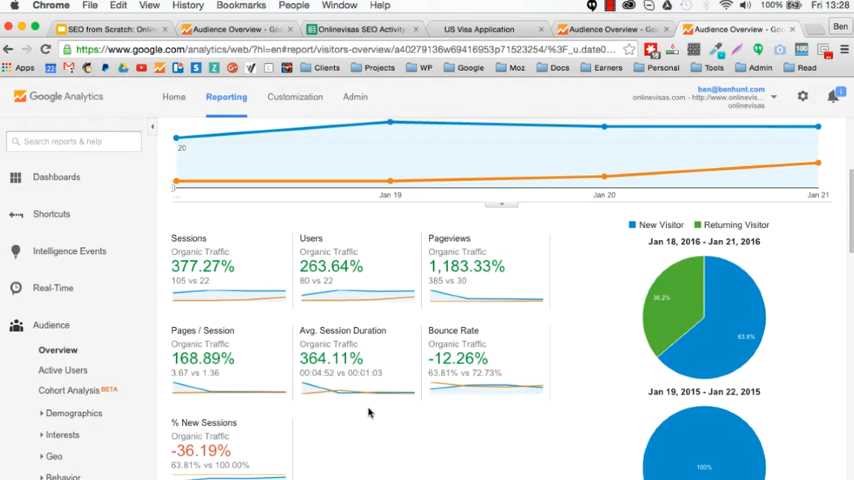 Chrome File Edit View History Bookmarks People Window Help 100% Fri 13:28
SEO from Scratch: Onlin Audience Overview - Goo Onlinevisas SEO Activity US Visa Application Audience Overview - Goo Audience Overview - Goo Ben
https://www.google.com/analytics/web/?hl=en#report/visitors-overview/a40279136w69416953p71523254/%3F_u.date0
Apps Clients Projects WP Google Moz Docs Earners Personal Tools Admin Read
Google Analytics Home Reporting Customization Admin
ben@benhunt.com
onlinevisas.com - http://www.onlinevisa...
onlinevisas
Search reports & help
Dashboards
Shortcuts
Intelligence Events
Real-Time
Audience
Overview
Active Users
Cohort Analysis BETA
Demographics
Interests
Geo
Behavior
20
... Jan 19 Jan 20 Jan 21
Sessions
Organic Traffic
377.27%
105 vs 22
Users
Organic Traffic
263.64%
80 vs 22
Pageviews
Organic Traffic
1,183.33%
385 vs 30
Pages / Session
Organic Traffic
168.89%
3.67 vs 1.36
Avg. Session Duration
Organic Traffic
364.11%
00:04:52 vs 00:01:03
Bounce Rate
Organic Traffic
-12.26%
63.81% vs 72.73%
% New Sessions
Organic Traffic
-36.19%
63.81% vs 100.00%
New Visitor Returning Visitor
Jan 18, 2016 - Jan 21, 2016
36.2%
63.8%
Jan 19, 2015 - Jan 22, 2015
100%